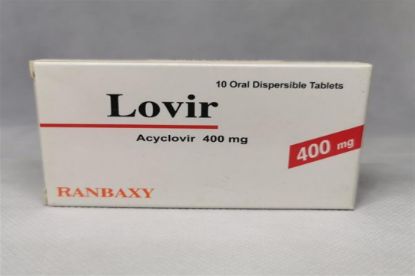 10 Oral Dispersible Tablets
Lovir
Acyclovir 400 mg
400 mg
RANBAXY